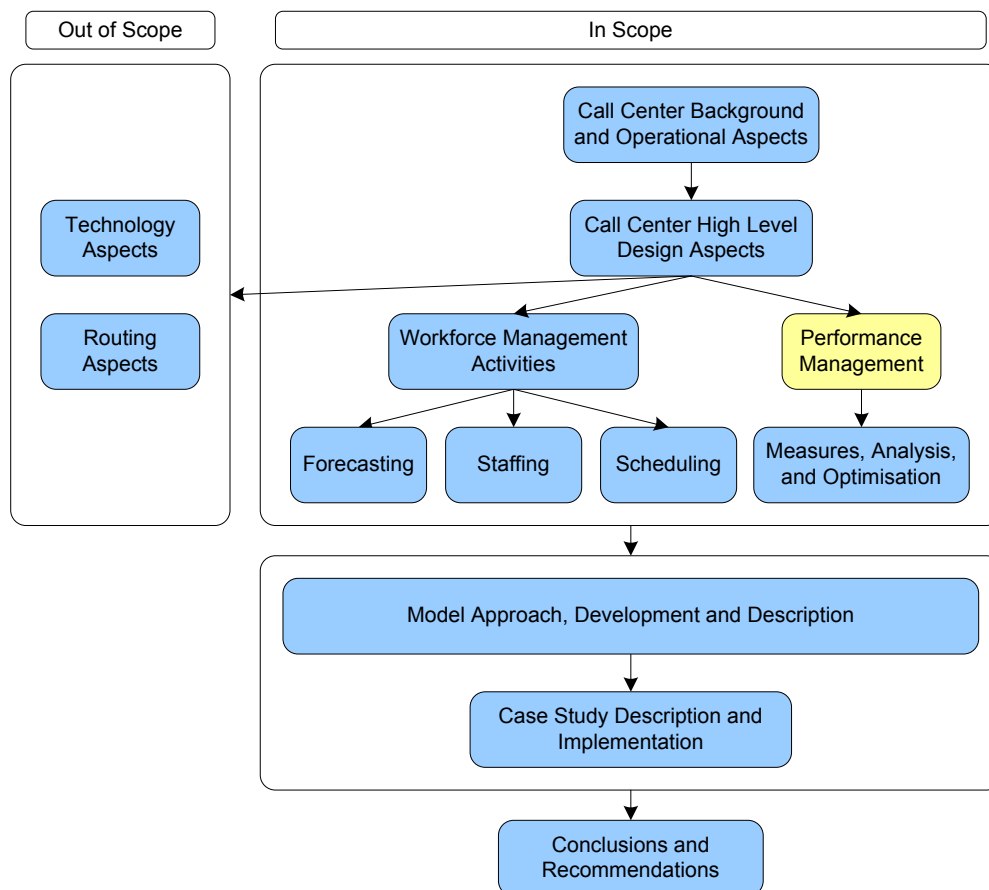 Out of Scope
In Scope
Call Center Background
and Operational Aspects
Technology
Aspects
Call Center High Level
Design Aspects
Routing
Aspects
Workforce Management
Activities
Performance
Management
Forecasting
Staffing
Scheduling
Measures, Analysis,
and Optimisation
Model Approach, Development and Description
Case Study Description and
Implementation
Conclusions and
Recommendations